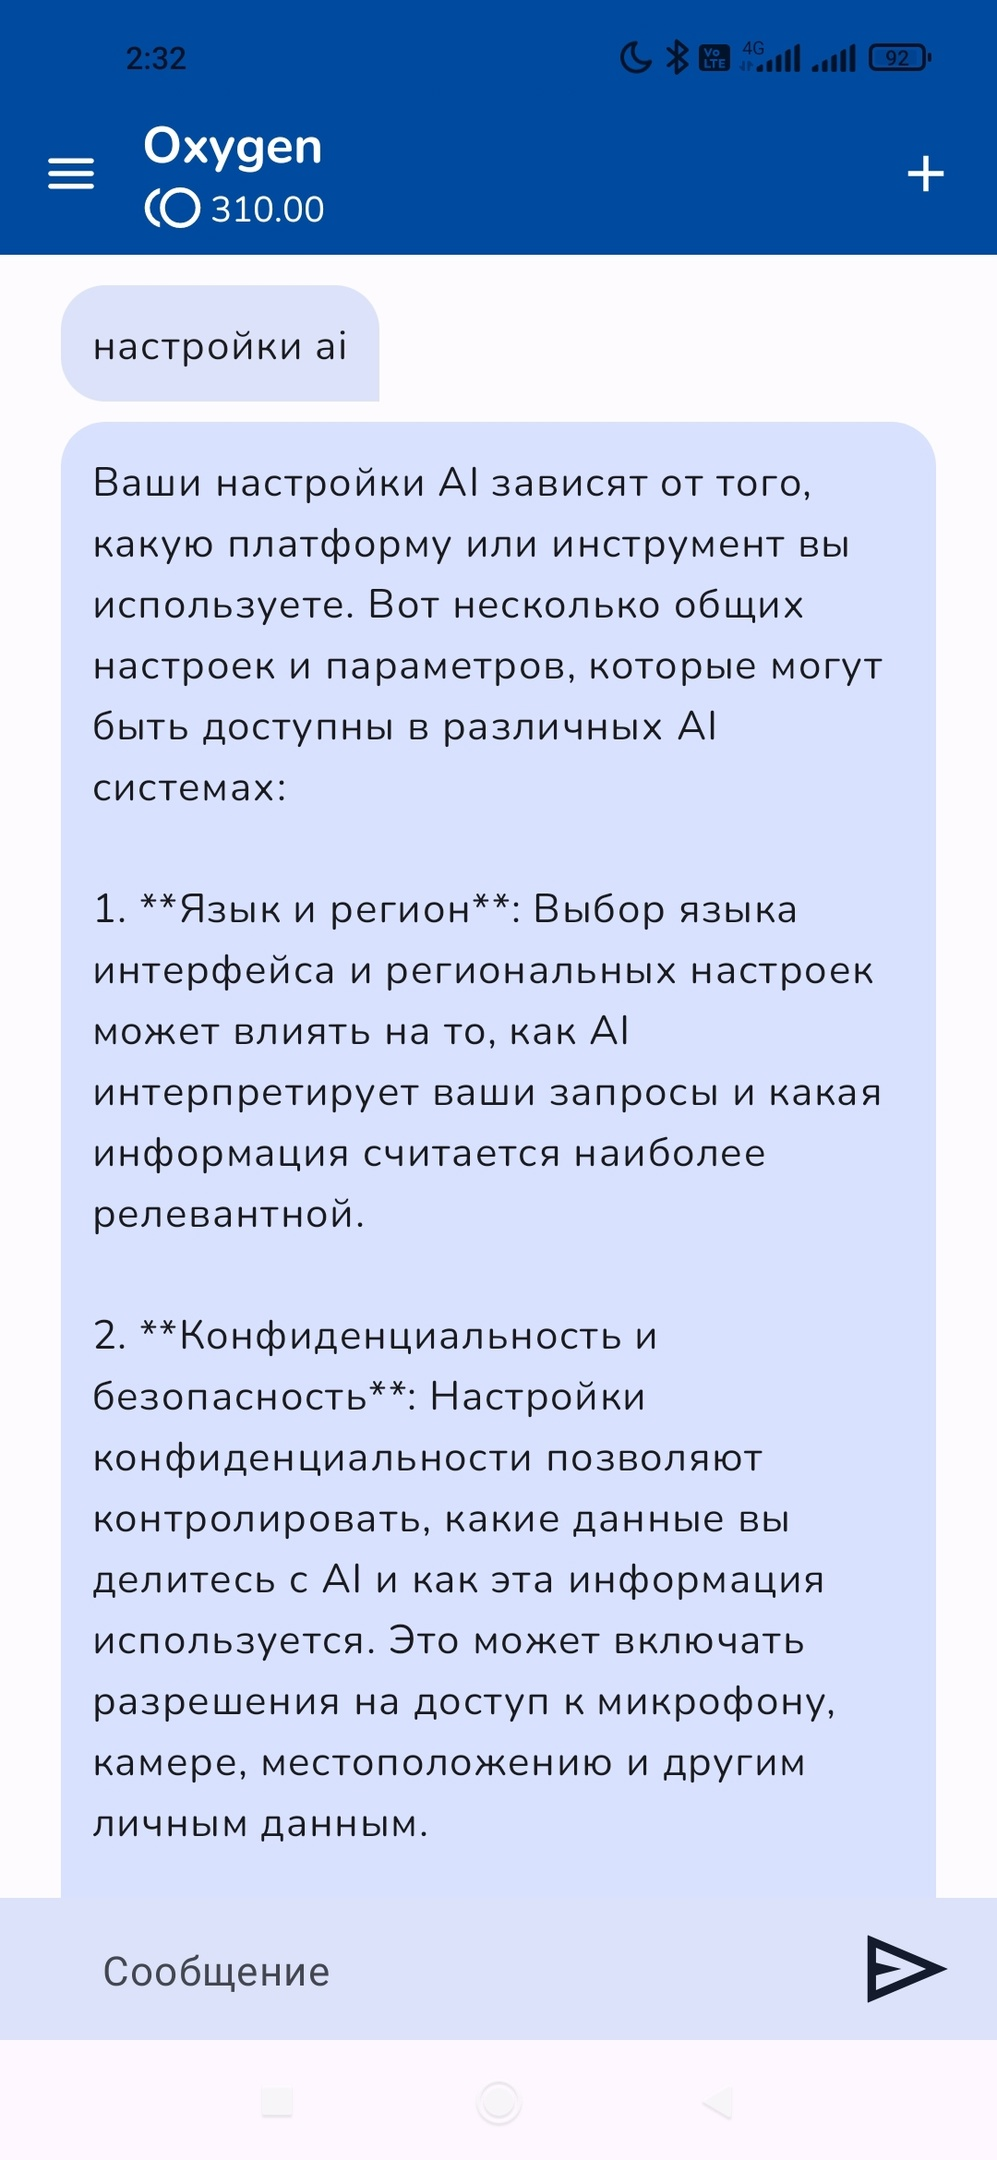 2:32
Vo LTE 4G 92
Oxygen
310.00
настройки ai
Ваши настройки AI зависят от того,
какую платформу или инструмент вы
используете. Вот несколько общих
настроек и параметров, которые могут
быть доступны в различных AI
системах:
1. **Язык и регион**: Выбор языка
интерфейса и региональных настроек
может влиять на то, как AI
интерпретирует ваши запросы и какая
информация считается наиболее
релевантной.
2. **Конфиденциальность и
безопасность**: Настройки
конфиденциальности позволяют
контролировать, какие данные вы
делитесь с AI и как эта информация
используется. Это может включать
разрешения на доступ к микрофону,
камере, местоположению и другим
личным данным.
Сообщение